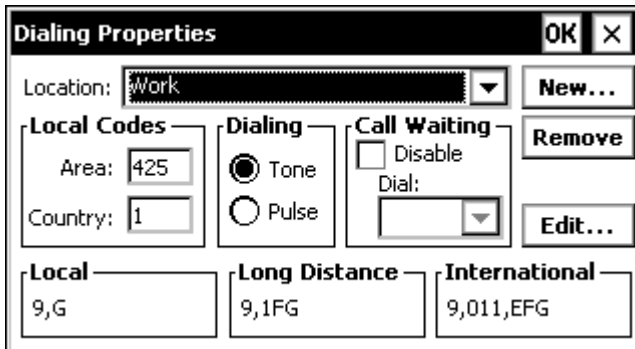 Dialing Properties OK ×
Location: Work New...
Local Codes Dialing Call Waiting Remove
Area: 425 Tone Disable
Dial:
Country: 1 Pulse Edit...
Local Long Distance International
9,G 9,1FG 9,011,EFG